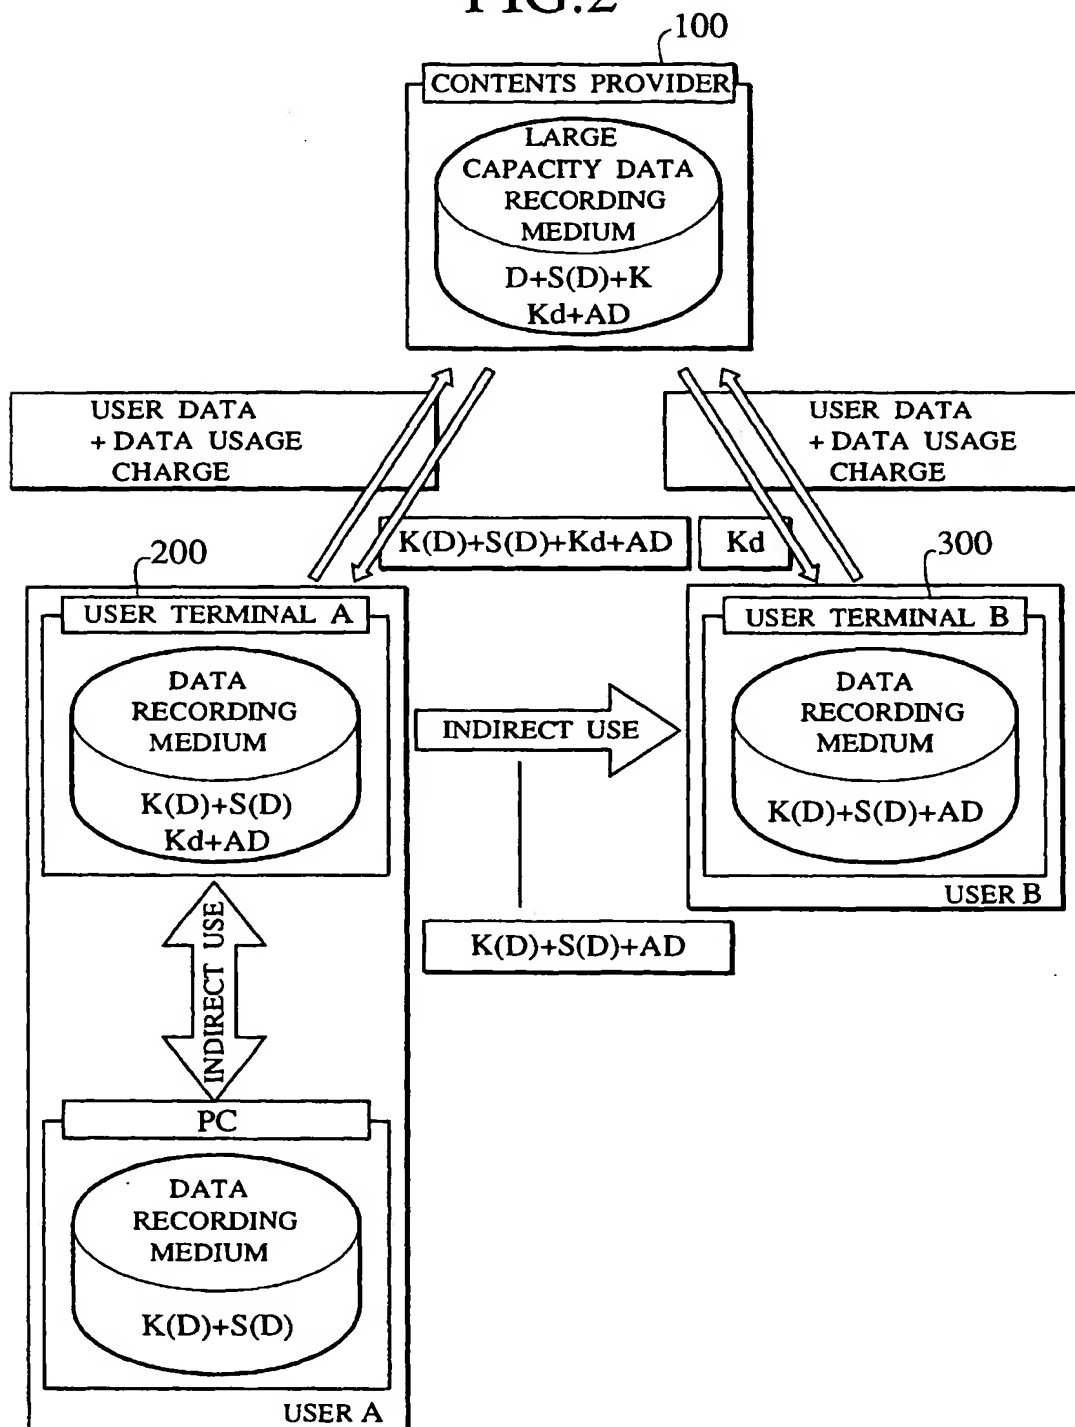 FIG.2
100
CONTENTS PROVIDER
LARGE
CAPACITY DATA
RECORDING
MEDIUM
D+S(D)+K
Kd+AD
USER DATA
+ DATA USAGE
CHARGE
USER DATA
+ DATA USAGE
CHARGE
K(D)+S(D)+Kd+AD
Kd
200
USER TERMINAL A
DATA
RECORDING
MEDIUM
K(D)+S(D)
Kd+AD
INDIRECT USE
300
USER TERMINAL B
DATA
RECORDING
MEDIUM
K(D)+S(D)+AD
USER B
K(D)+S(D)+AD
INDIRECT USE
PC
DATA
RECORDING
MEDIUM
K(D)+S(D)
USER A